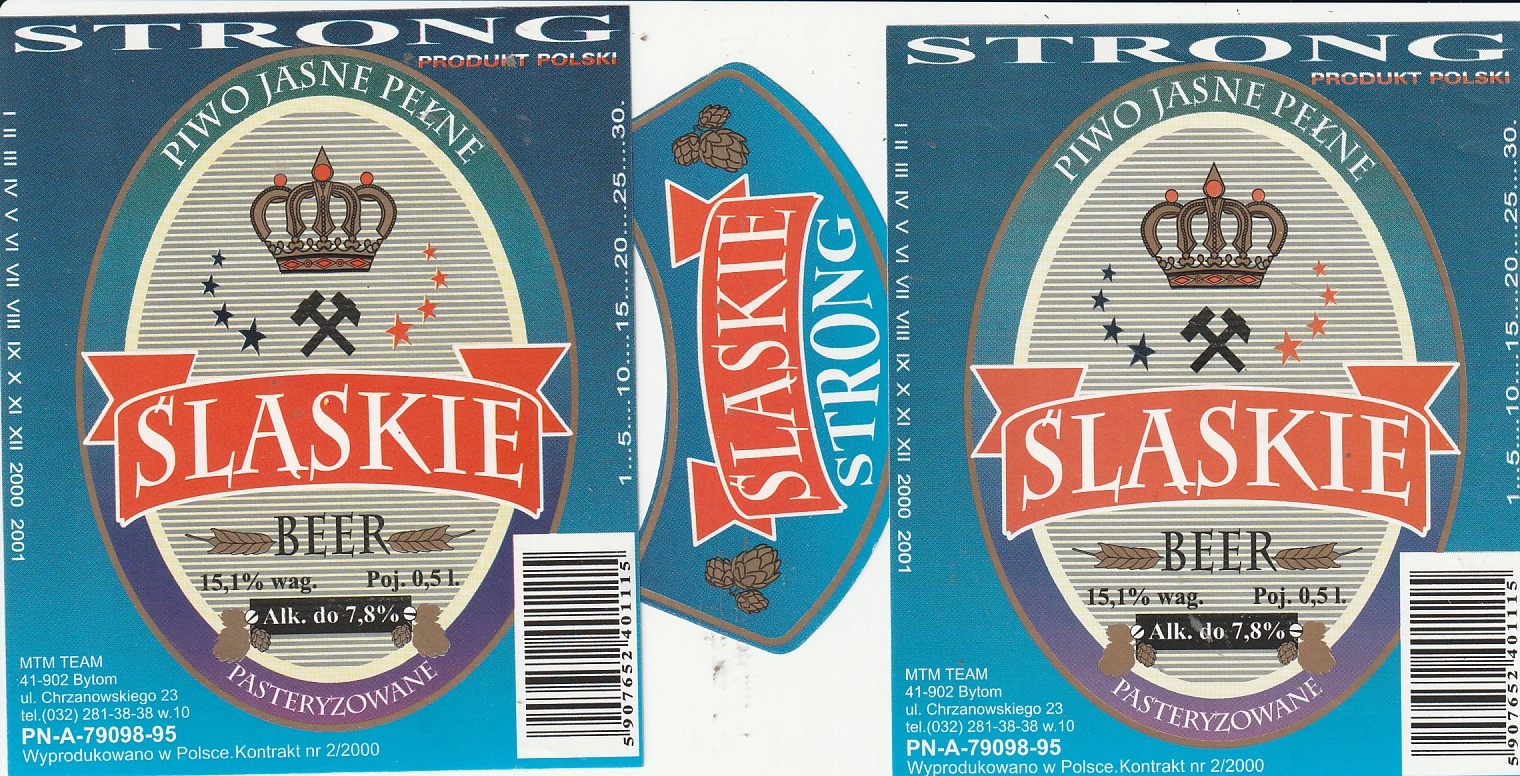 STRONG
PRODUKT POLSKI
PIWO JASNE PEŁNE
I II III IV V VI VII VIII IX X XI XII 2000 2001
1...5....10....15....20....25....30.
ŚLĄSKIE
BEER
15,1% wag. Poj. 0,5 l.
Alk. do 7,8%
PASTERYZOWANE
MTM TEAM
41-902 Bytom
ul. Chrzanowskiego 23
tel.(032) 281-38-38 w.10
PN-A-79098-95
Wyprodukowano w Polsce.Kontrakt nr 2/2000
5 907652 401115
ŚLĄSKIE
STRONG
STRONG
PRODUKT POLSKI
PIWO JASNE PEŁNE
I II III IV V VI VII VIII IX X XI XII 2000 2001
1...5....10....15....20....25....30.
ŚLĄSKIE
BEER
15,1% wag. Poj. 0,5 l.
Alk. do 7,8%
PASTERYZOWANE
MTM TEAM
41-902 Bytom
ul. Chrzanowskiego 23
tel.(032) 281-38-38 w.10
PN-A-79098-95
Wyprodukowano w Polsce.Kontrakt nr 2/2000
5 907652 401115